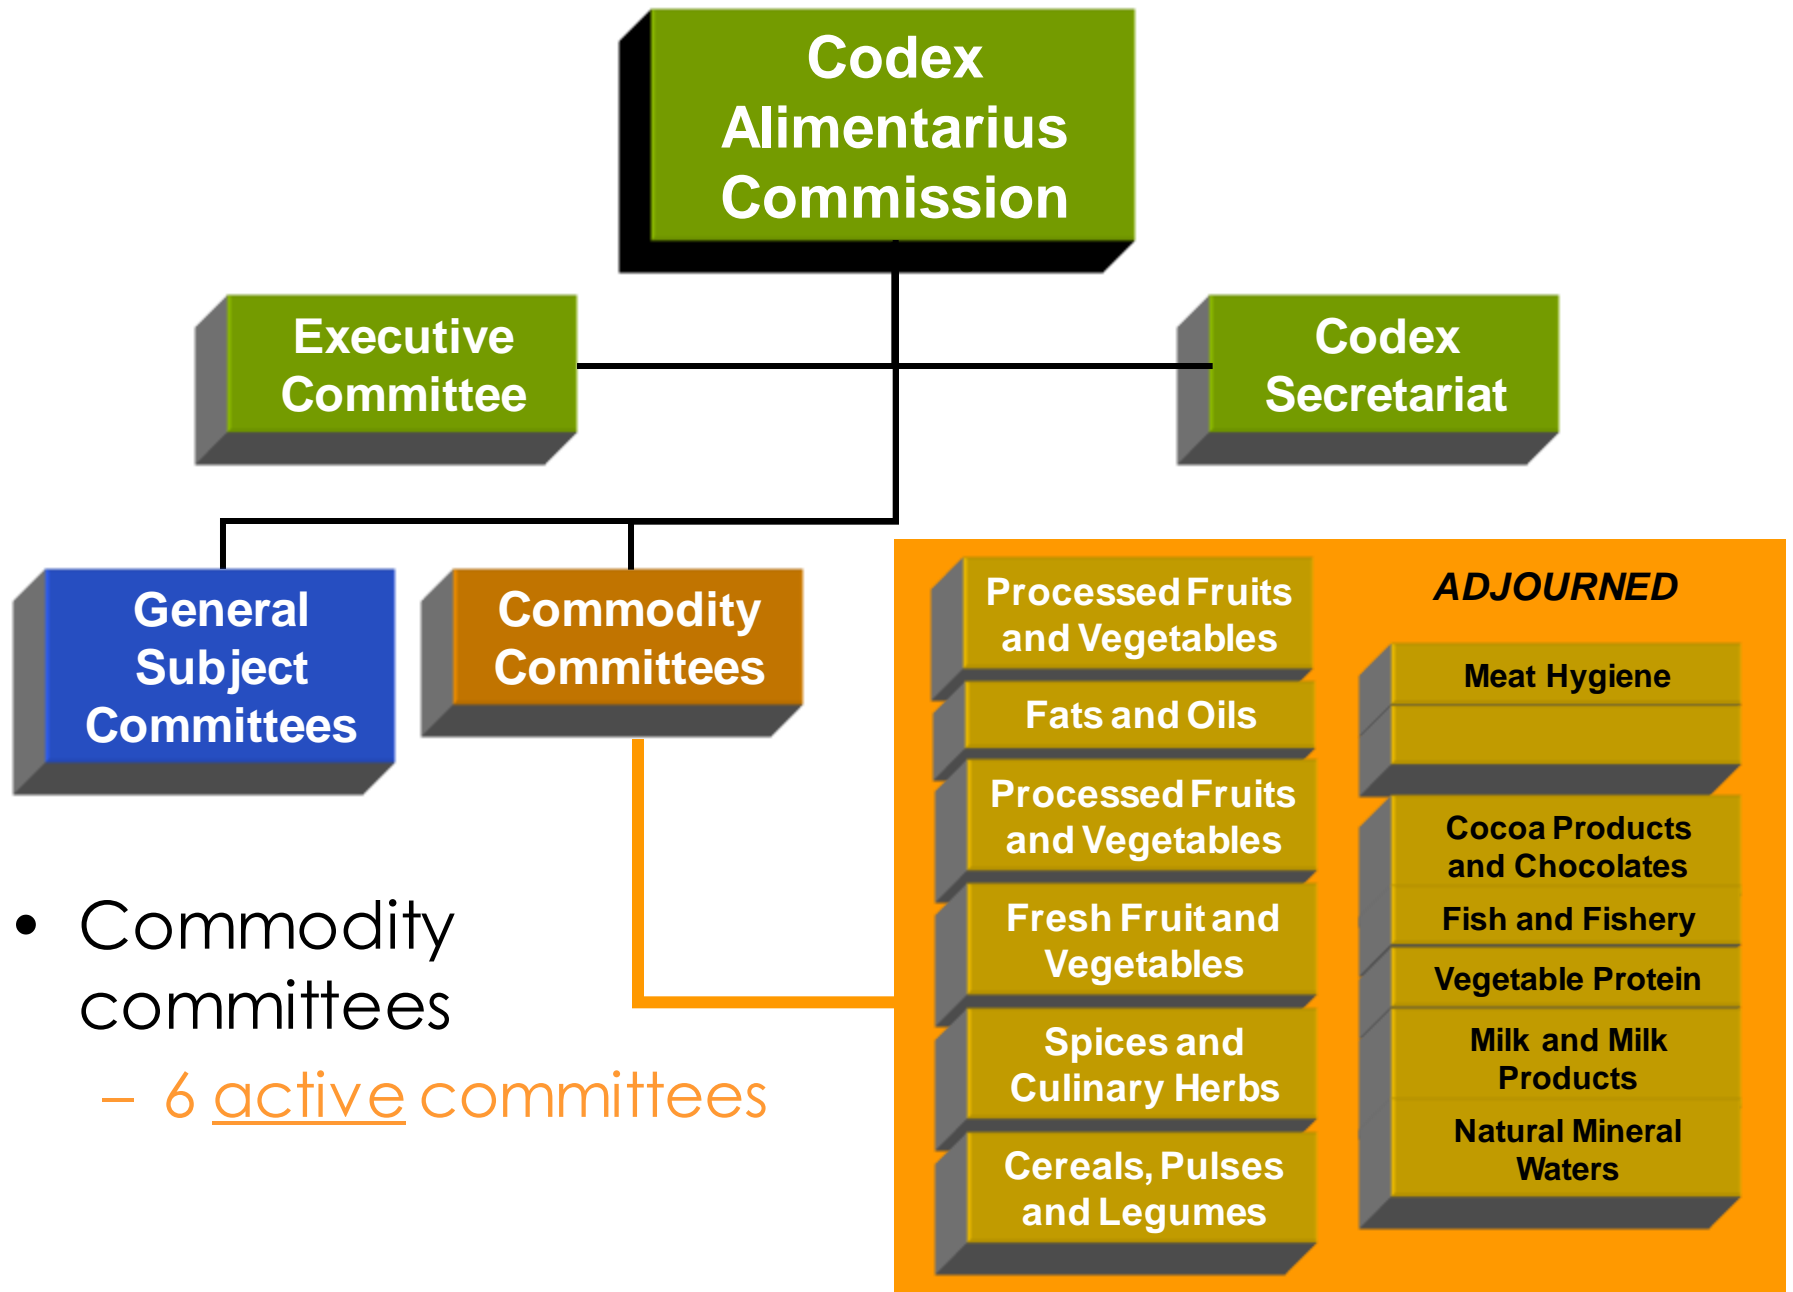 Codex
Alimentarius
Commission
Executive
Committee
Codex
Secretariat
General
Subject
Committees
Commodity
Committees
• Commodity
committees
– 6 active committees
Processed Fruits
and Vegetables
Fats and Oils
Processed Fruits
and Vegetables
Fresh Fruit and
Vegetables
Spices and
Culinary Herbs
Cereals, Pulses
and Legumes
ADJOURNED
Meat Hygiene
Cocoa Products
and Chocolates
Fish and Fishery
Vegetable Protein
Milk and Milk
Products
Natural Mineral
Waters